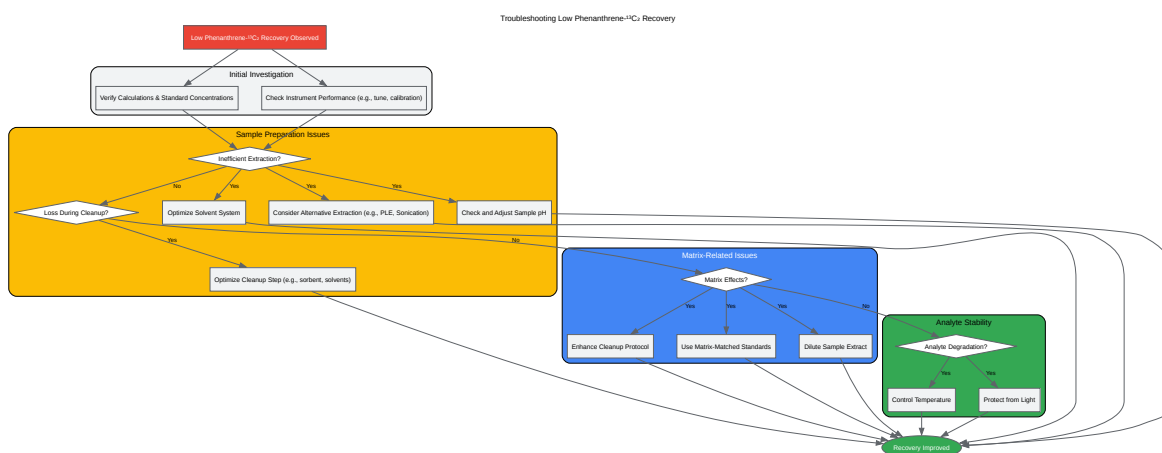 Troubleshooting Low Phenanthrene-¹³C₂ Recovery
Low Phenanthrene-¹³C₂ Recovery Observed
Initial Investigation
Verify Calculations & Standard Concentrations
Check Instrument Performance (e.g., tune, calibration)
Sample Preparation Issues
Inefficient Extraction?
No
Yes
Yes
Yes
Loss During Cleanup?
Optimize Solvent System
Consider Alternative Extraction (e.g., PLE, Sonication)
Check and Adjust Sample pH
Yes
No
Optimize Cleanup Step (e.g., sorbent, solvents)
Matrix-Related Issues
Matrix Effects?
Yes
Yes
Yes
No
Enhance Cleanup Protocol
Use Matrix-Matched Standards
Dilute Sample Extract
Analyte Stability
Analyte Degradation?
Yes
Yes
Control Temperature
Protect from Light
Recovery Improved